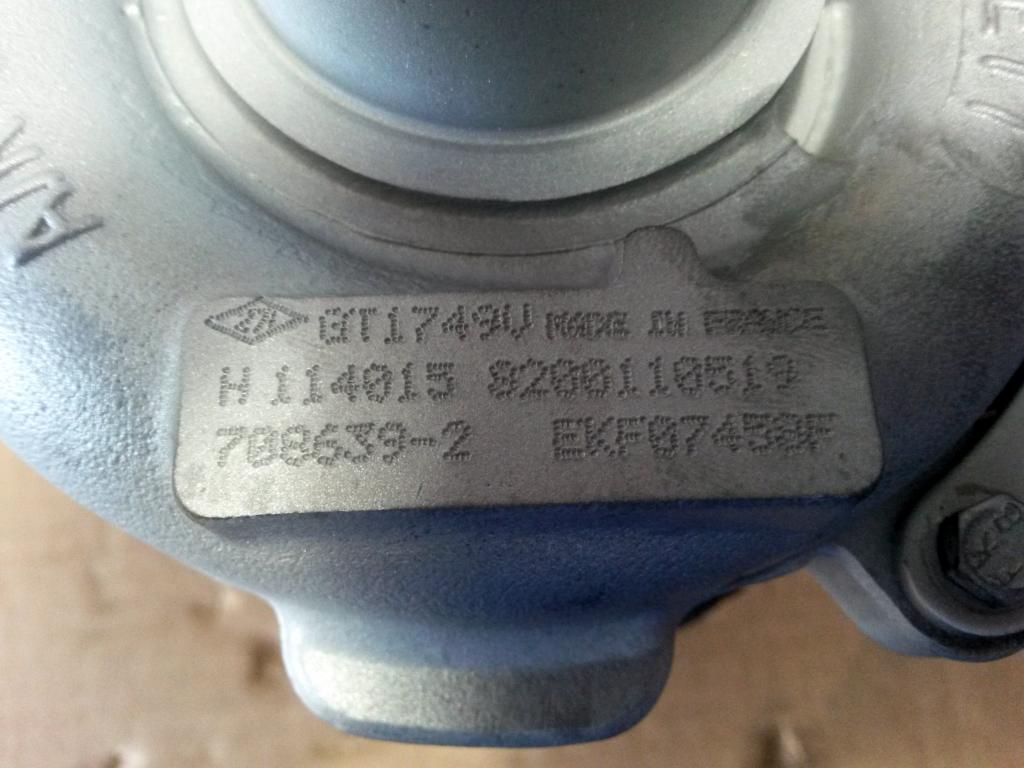 GT1749V MADE IN FRANCE
H 114015 8200110519
708639-2 EKF07458F